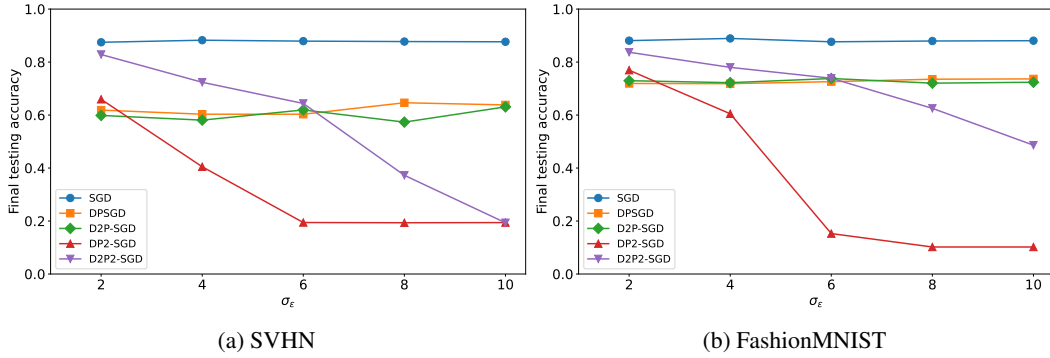 Final testing accuracy
1.0
0.8
0.6
0.4
0.2
0.0
SGD
DPSGD
D2P-SGD
DP2-SGD
D2P2-SGD
2 4 6 8 10
σε
(a) SVHN
Final testing accuracy
1.0
0.8
0.6
0.4
0.2
0.0
SGD
DPSGD
D2P-SGD
DP2-SGD
D2P2-SGD
2 4 6 8 10
σε
(b) FashionMNIST